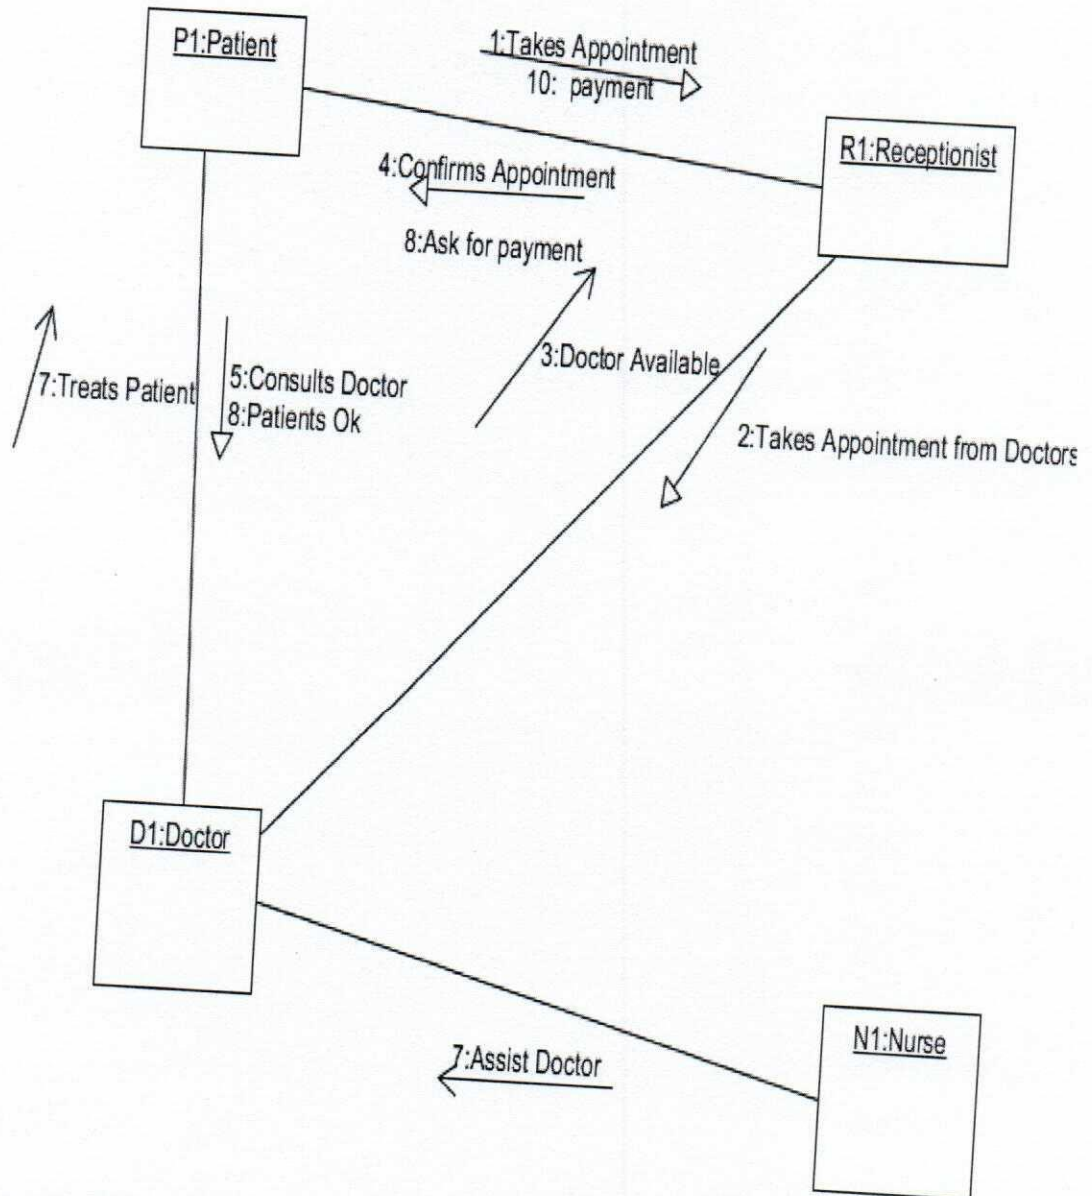 P1:Patient
1:Takes Appointment
10: payment
R1:Receptionist
4:Confirms Appointment
8:Ask for payment
3:Doctor Available
7:Treats Patient
5:Consults Doctor
8:Patients Ok
2:Takes Appointment from Doctors
D1:Doctor
N1:Nurse
7:Assist Doctor